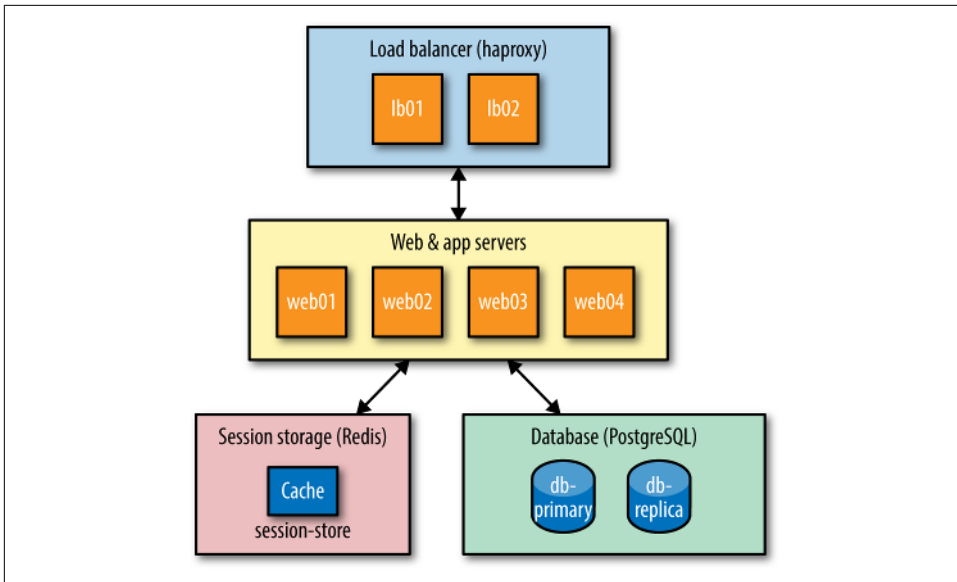 Load balancer (haproxy)
lb01 lb02
Web & app servers
web01 web02 web03 web04
Session storage (Redis)
Cache
session-store
Database (PostgreSQL)
db-
primary
db-
replica